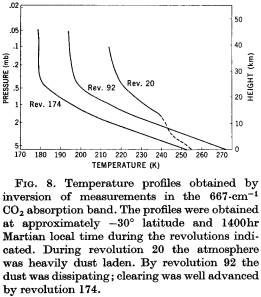 .02
.05
.1
.2
.5
1
2
5
PRESSURE (mb)
50
40
30
20
10
0
HEIGHT (km)
Rev. 20
Rev. 92
Rev. 174
170 180 190 200 210 220 230 240 250 260 270
TEMPERATURE (K)
FIG. 8. Temperature profiles obtained by
inversion of measurements in the 667-cm⁻¹
CO₂ absorption band. The profiles were obtained
at approximately −30° latitude and 1400hr
Martian local time during the revolutions indi-
cated. During revolution 20 the atmosphere
was heavily dust laden. By revolution 92 the
dust was dissipating; clearing was well advanced
by revolution 174.